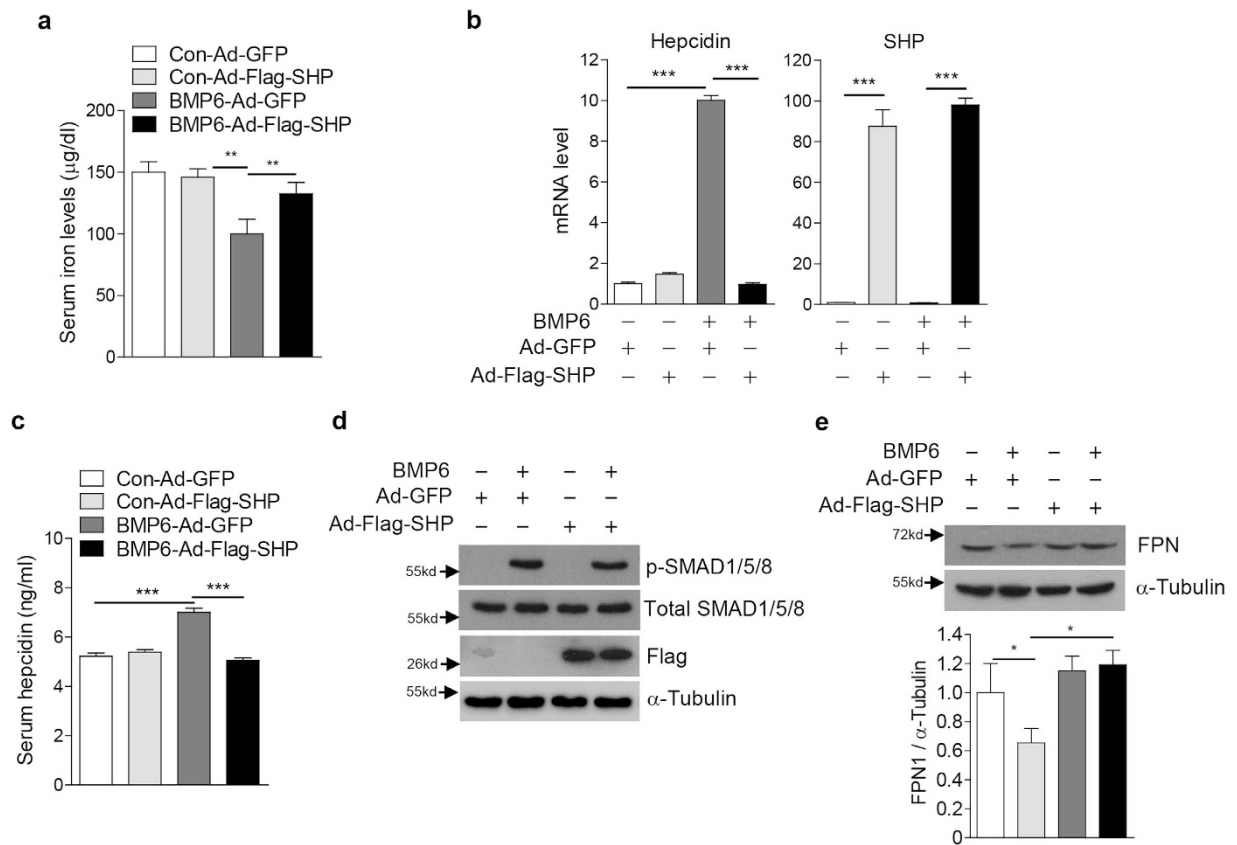 a
Con-Ad-GFP
Con-Ad-Flag-SHP
BMP6-Ad-GFP
BMP6-Ad-Flag-SHP
Serum iron levels (μg/dl)
200
150
100
50
0
** **
b
Hepcidin
mRNA level
12
10
8
6
4
2
0
*** ***
SHP
120
100
80
60
40
20
0
*** ***
BMP6 − − + + − − + +
Ad-GFP + − + − + − + −
Ad-Flag-SHP − + − + − + − +
c
Con-Ad-GFP
Con-Ad-Flag-SHP
BMP6-Ad-GFP
BMP6-Ad-Flag-SHP
Serum hepcidin (ng/ml)
10
8
6
4
2
0
*** ***
d
BMP6 − + − +
Ad-GFP + + − −
Ad-Flag-SHP − − + +
55kd p-SMAD1/5/8
55kd Total SMAD1/5/8
26kd Flag
55kd α-Tubulin
e
BMP6 − + − +
Ad-GFP + + − −
Ad-Flag-SHP − − + +
72kd FPN
55kd α-Tubulin
FPN1 / α-Tubulin
1.4
1.2
1.0
0.8
0.6
0.4
0.2
0
* *